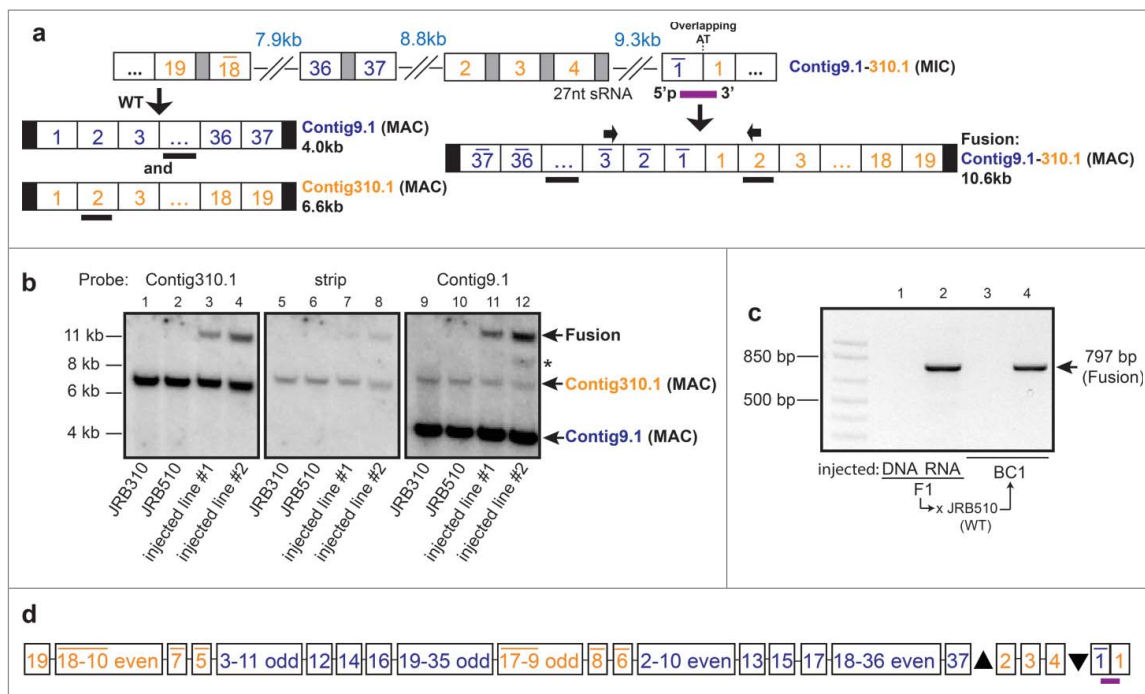 a
Overlapping
AT
7.9kb 8.8kb 9.3kb
... 19 18 36 37 2 3 4 1 1 ... Contig9.1-310.1 (MIC)
27nt sRNA 5'p 3'
WT
1 2 3 ... 36 37 Contig9.1 (MAC)
4.0kb
and
1 2 3 ... 18 19 Contig310.1 (MAC)
6.6kb
Fusion:
37 36 ... 3 2 1 1 2 3 ... 18 19 Contig9.1-310.1 (MAC)
10.6kb
b
Probe: Contig310.1 strip Contig9.1
1 2 3 4 5 6 7 8 9 10 11 12
11 kb Fusion
8 kb *
6 kb Contig310.1 (MAC)
4 kb Contig9.1 (MAC)
JRB310 JRB510 injected line #1 injected line #2 JRB310 JRB510 injected line #1 injected line #2 JRB310 JRB510 injected line #1 injected line #2
c
1 2 3 4
850 bp 797 bp
(Fusion)
500 bp
injected: DNA RNA BC1
F1
x JRB510
(WT)
d
19 18-10 even 7 5 3-11 odd 12 14 16 19-35 odd 17-9 odd 8 6 2-10 even 13 15 17 18-36 even 37 ▲ 2 3 4 ▼ 1 1